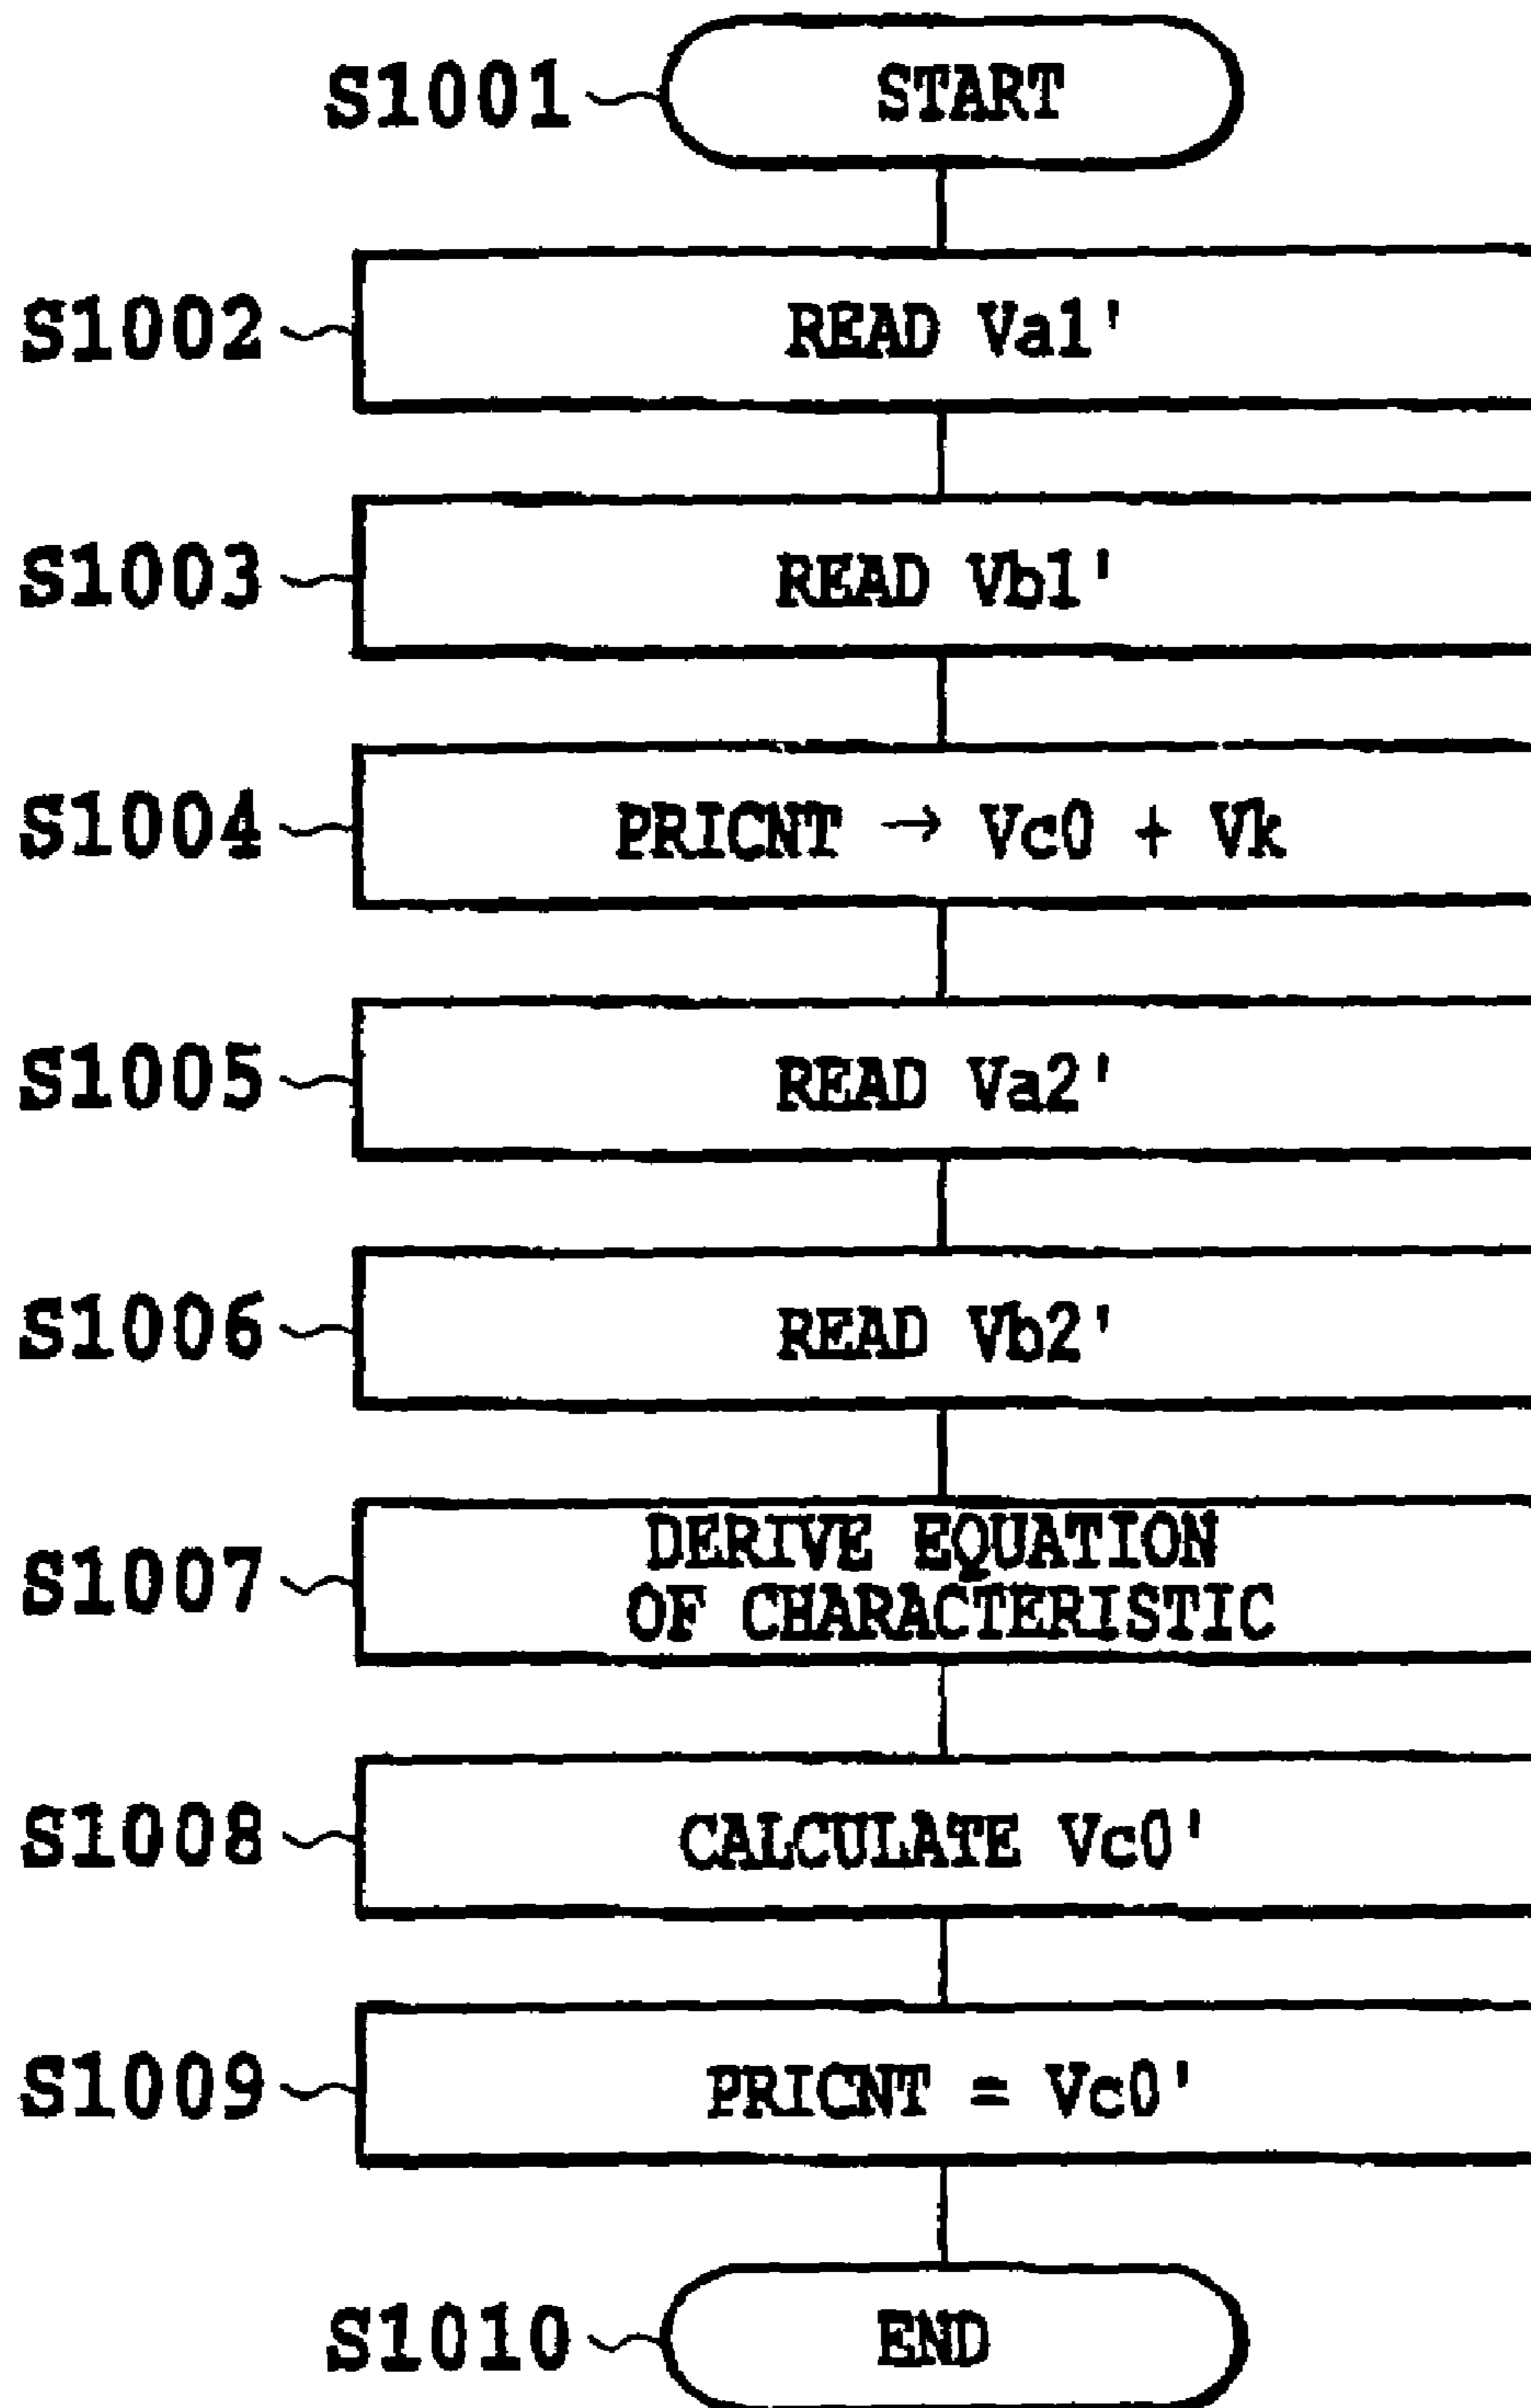 S1001 START
S1002 READ Va1'
S1003 READ Vb1'
S1004 PRICNT → Vc0 + Vk
S1005 READ Va2'
S1006 READ Vb2'
S1007 DERIVE EQUATION
OF CHARACTERISTIC
S1008 CALCULATE Vc0'
S1009 PRICNT = Vc0'
S1010 END